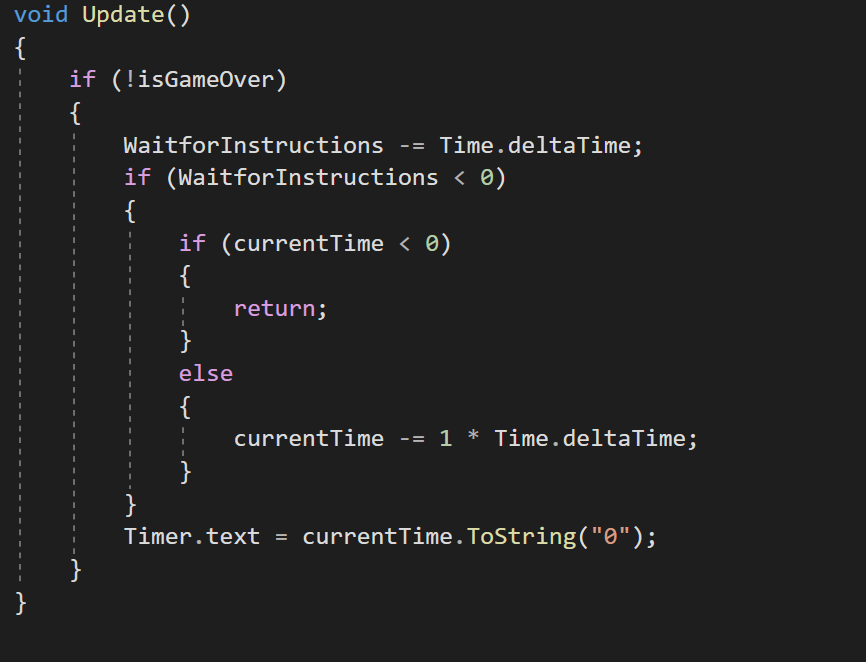 void Update()
{
    if (!isGameOver)
    {
        WaitforInstructions -= Time.deltaTime;
        if (WaitforInstructions < 0)
        {
            if (currentTime < 0)
            {
                return;
            }
            else
            {
                currentTime -= 1 * Time.deltaTime;
            }
        }
        Timer.text = currentTime.ToString("0");
    }
}